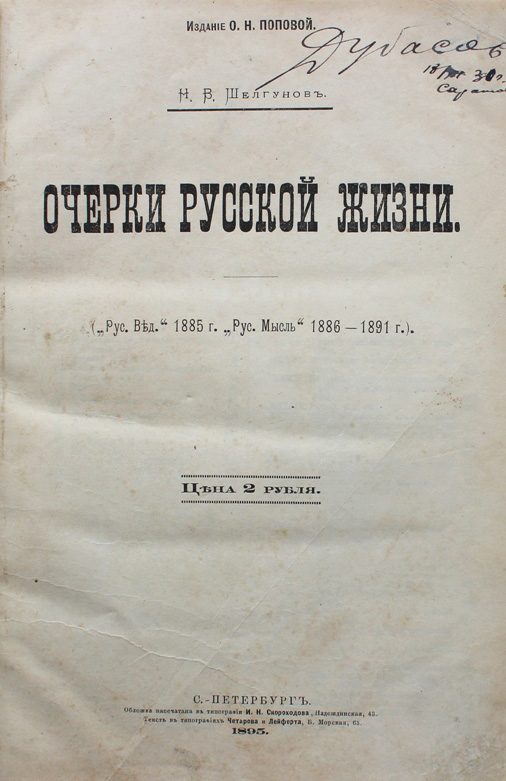 Изданіе О. Н. ПОПОВОЙ.
Дубасов
Н. В. Шелгуновъ.
ОЧЕРКИ РУССКОЙ ЖИЗНИ.
(„Рус. Вѣд.“ 1885 г. „Рус. Мысль“ 1886 — 1891 г.).
Цѣна 2 рубля.
С.-ПЕТЕРБУРГЪ.
Обложка напечатана въ типографіи И. Н. Скороходова, Надеждинская, 43.
Текстъ въ типографіяхъ Четарова и Лейферта, Б. Морская, 65.
1895.